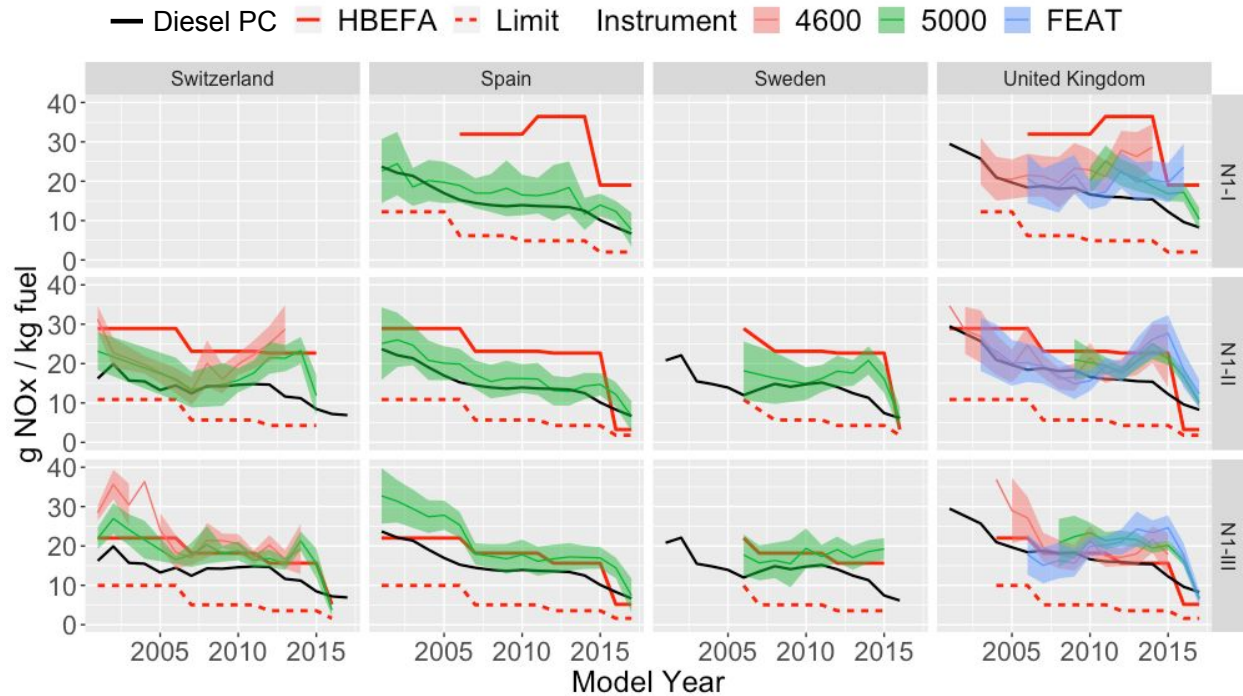 Diesel PC HBEFA Limit Instrument 4600 5000 FEAT
Switzerland Spain Sweden United Kingdom
40
30
20
10
0
N1-I
40
30
20
10
0
N1-II
40
30
20
10
0
N1-III
g NOx / kg fuel
2005 2010 2015 2005 2010 2015 2005 2010 2015 2005 2010 2015
Model Year